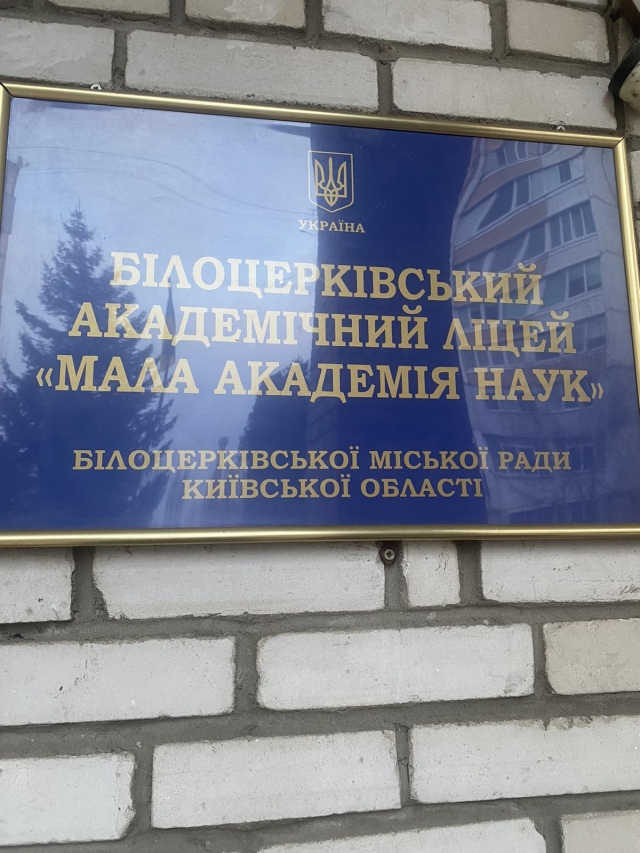 УКРАЇНА
БІЛОЦЕРКІВСЬКИЙ
АКАДЕМІЧНИЙ ЛІЦЕЙ
«МАЛА АКАДЕМІЯ НАУК»
БІЛОЦЕРКІВСЬКОЇ МІСЬКОЇ РАДИ
КИЇВСЬКОЇ ОБЛАСТІ